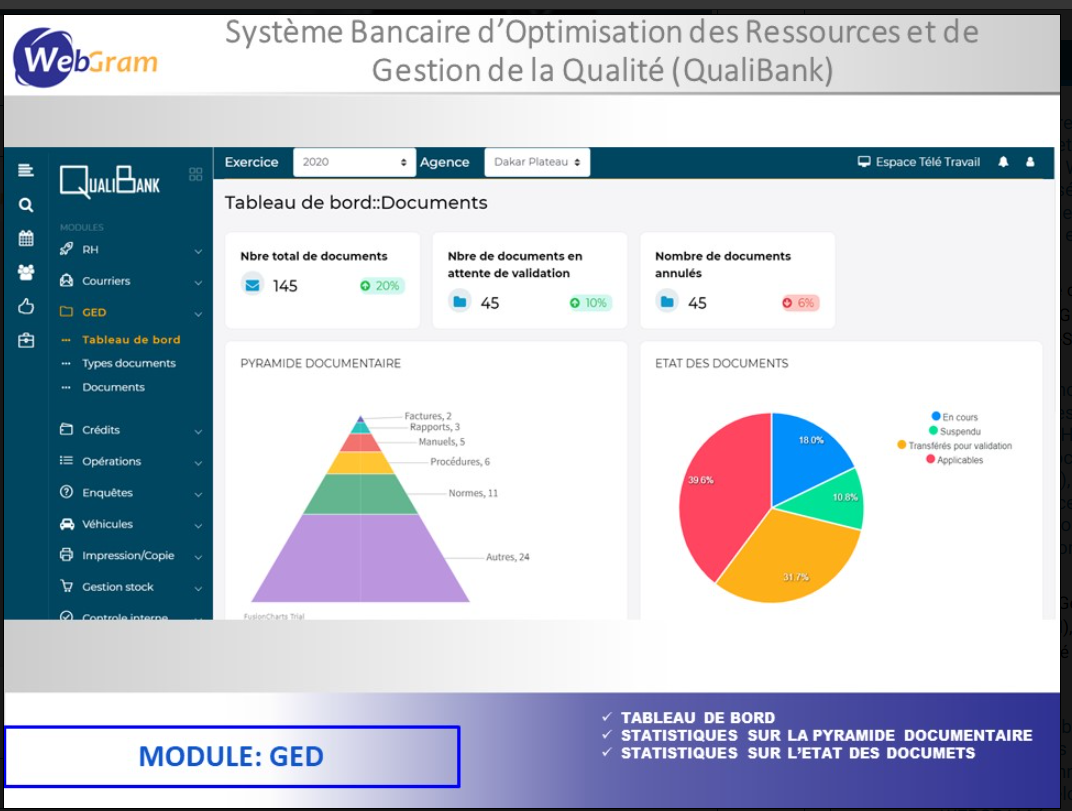 WebGram
Système Bancaire d'Optimisation des Ressources et de
Gestion de la Qualité (QualiBank)
QUALIBANK
Exercice 2020 Agence Dakar Plateau Espace Télé Travail
Tableau de bord::Documents
MODULES
RH
Courriers
GED
Tableau de bord
Types documents
Documents
Crédits
Opérations
Enquêtes
Véhicules
Impression/Copie
Gestion stock
Controle interne
Nbre total de documents
145 20%
Nbre de documents en
attente de validation
45 10%
Nombre de documents
annulés
45 6%
PYRAMIDE DOCUMENTAIRE
Factures, 2
Rapports, 3
Manuels, 5
Procédures, 6
Normes, 11
Autres, 24
FusionCharts Trial
ETAT DES DOCUMENTS
18.0%
10.8%
31.7%
39.6%
En cours
Suspendu
Transférés pour validation
Applicables
MODULE: GED
✓ TABLEAU DE BORD
✓ STATISTIQUES SUR LA PYRAMIDE DOCUMENTAIRE
✓ STATISTIQUES SUR L'ETAT DES DOCUMETS